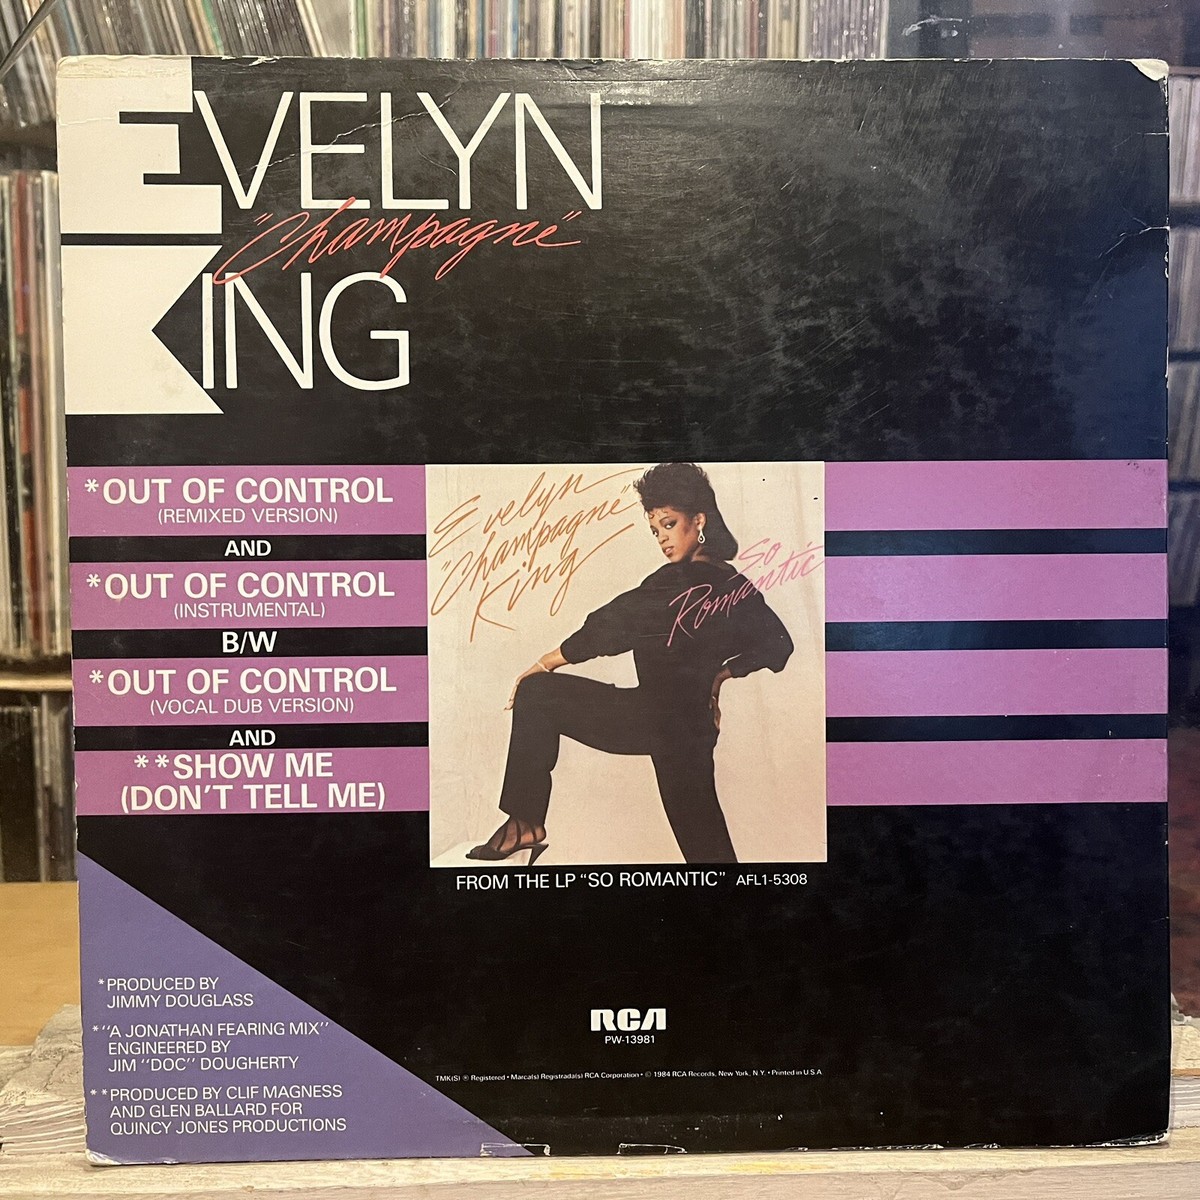 EVELYN
"Champagne"
KING
*OUT OF CONTROL
(REMIXED VERSION)
AND
*OUT OF CONTROL
(INSTRUMENTAL)
B/W
*OUT OF CONTROL
(VOCAL DUB VERSION)
AND
**SHOW ME
(DON'T TELL ME)
Evelyn
"Champagne"
King
So
Romantic
FROM THE LP "SO ROMANTIC" AFL1-5308
*PRODUCED BY
JIMMY DOUGLASS
*"A JONATHAN FEARING MIX"
ENGINEERED BY
JIM "DOC" DOUGHERTY
**PRODUCED BY CLIF MAGNESS
AND GLEN BALLARD FOR
QUINCY JONES PRODUCTIONS
RCA
PW-13981
TMK(S) ® Registered • Marca(s) Registrada(s) RCA Corporation • © 1984 RCA Records, New York, N.Y. • Printed in U.S.A.